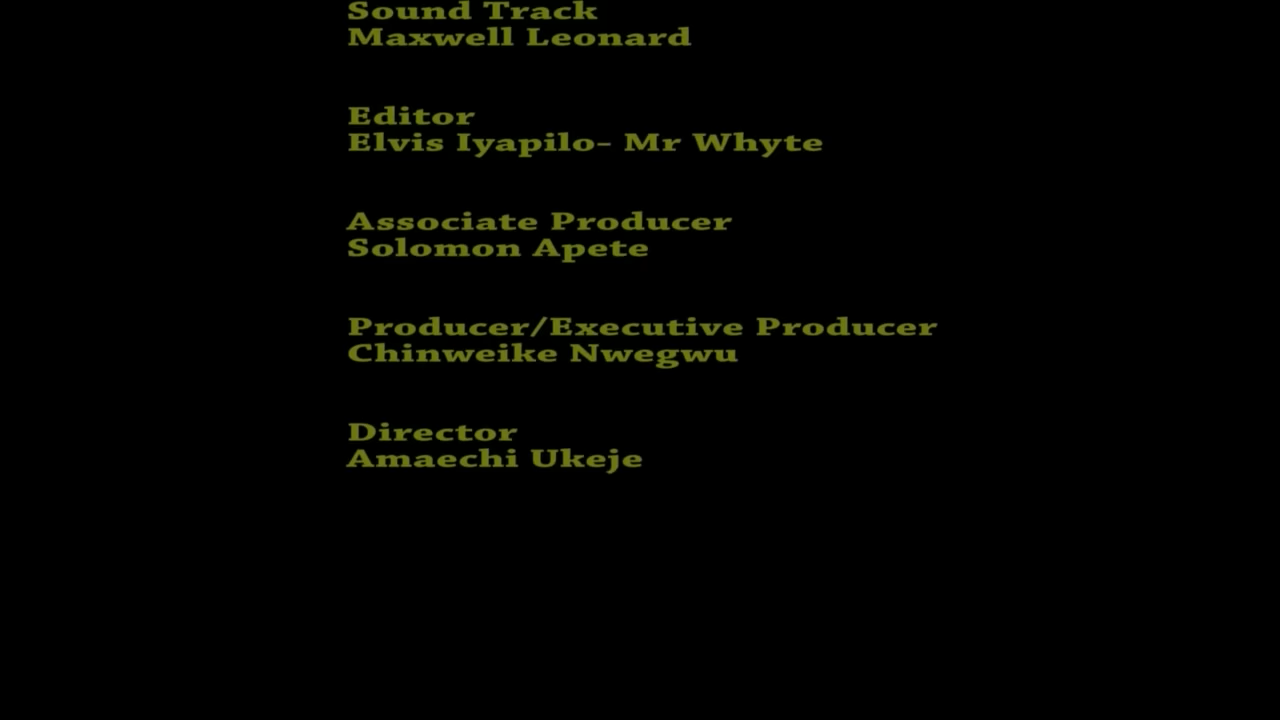 Sound Track
Maxwell Leonard
Editor
Elvis Iyapilo- Mr Whyte
Associate Producer
Solomon Apete
Producer/Executive Producer
Chinweike Nwegwu
Director
Amaechi Ukeje